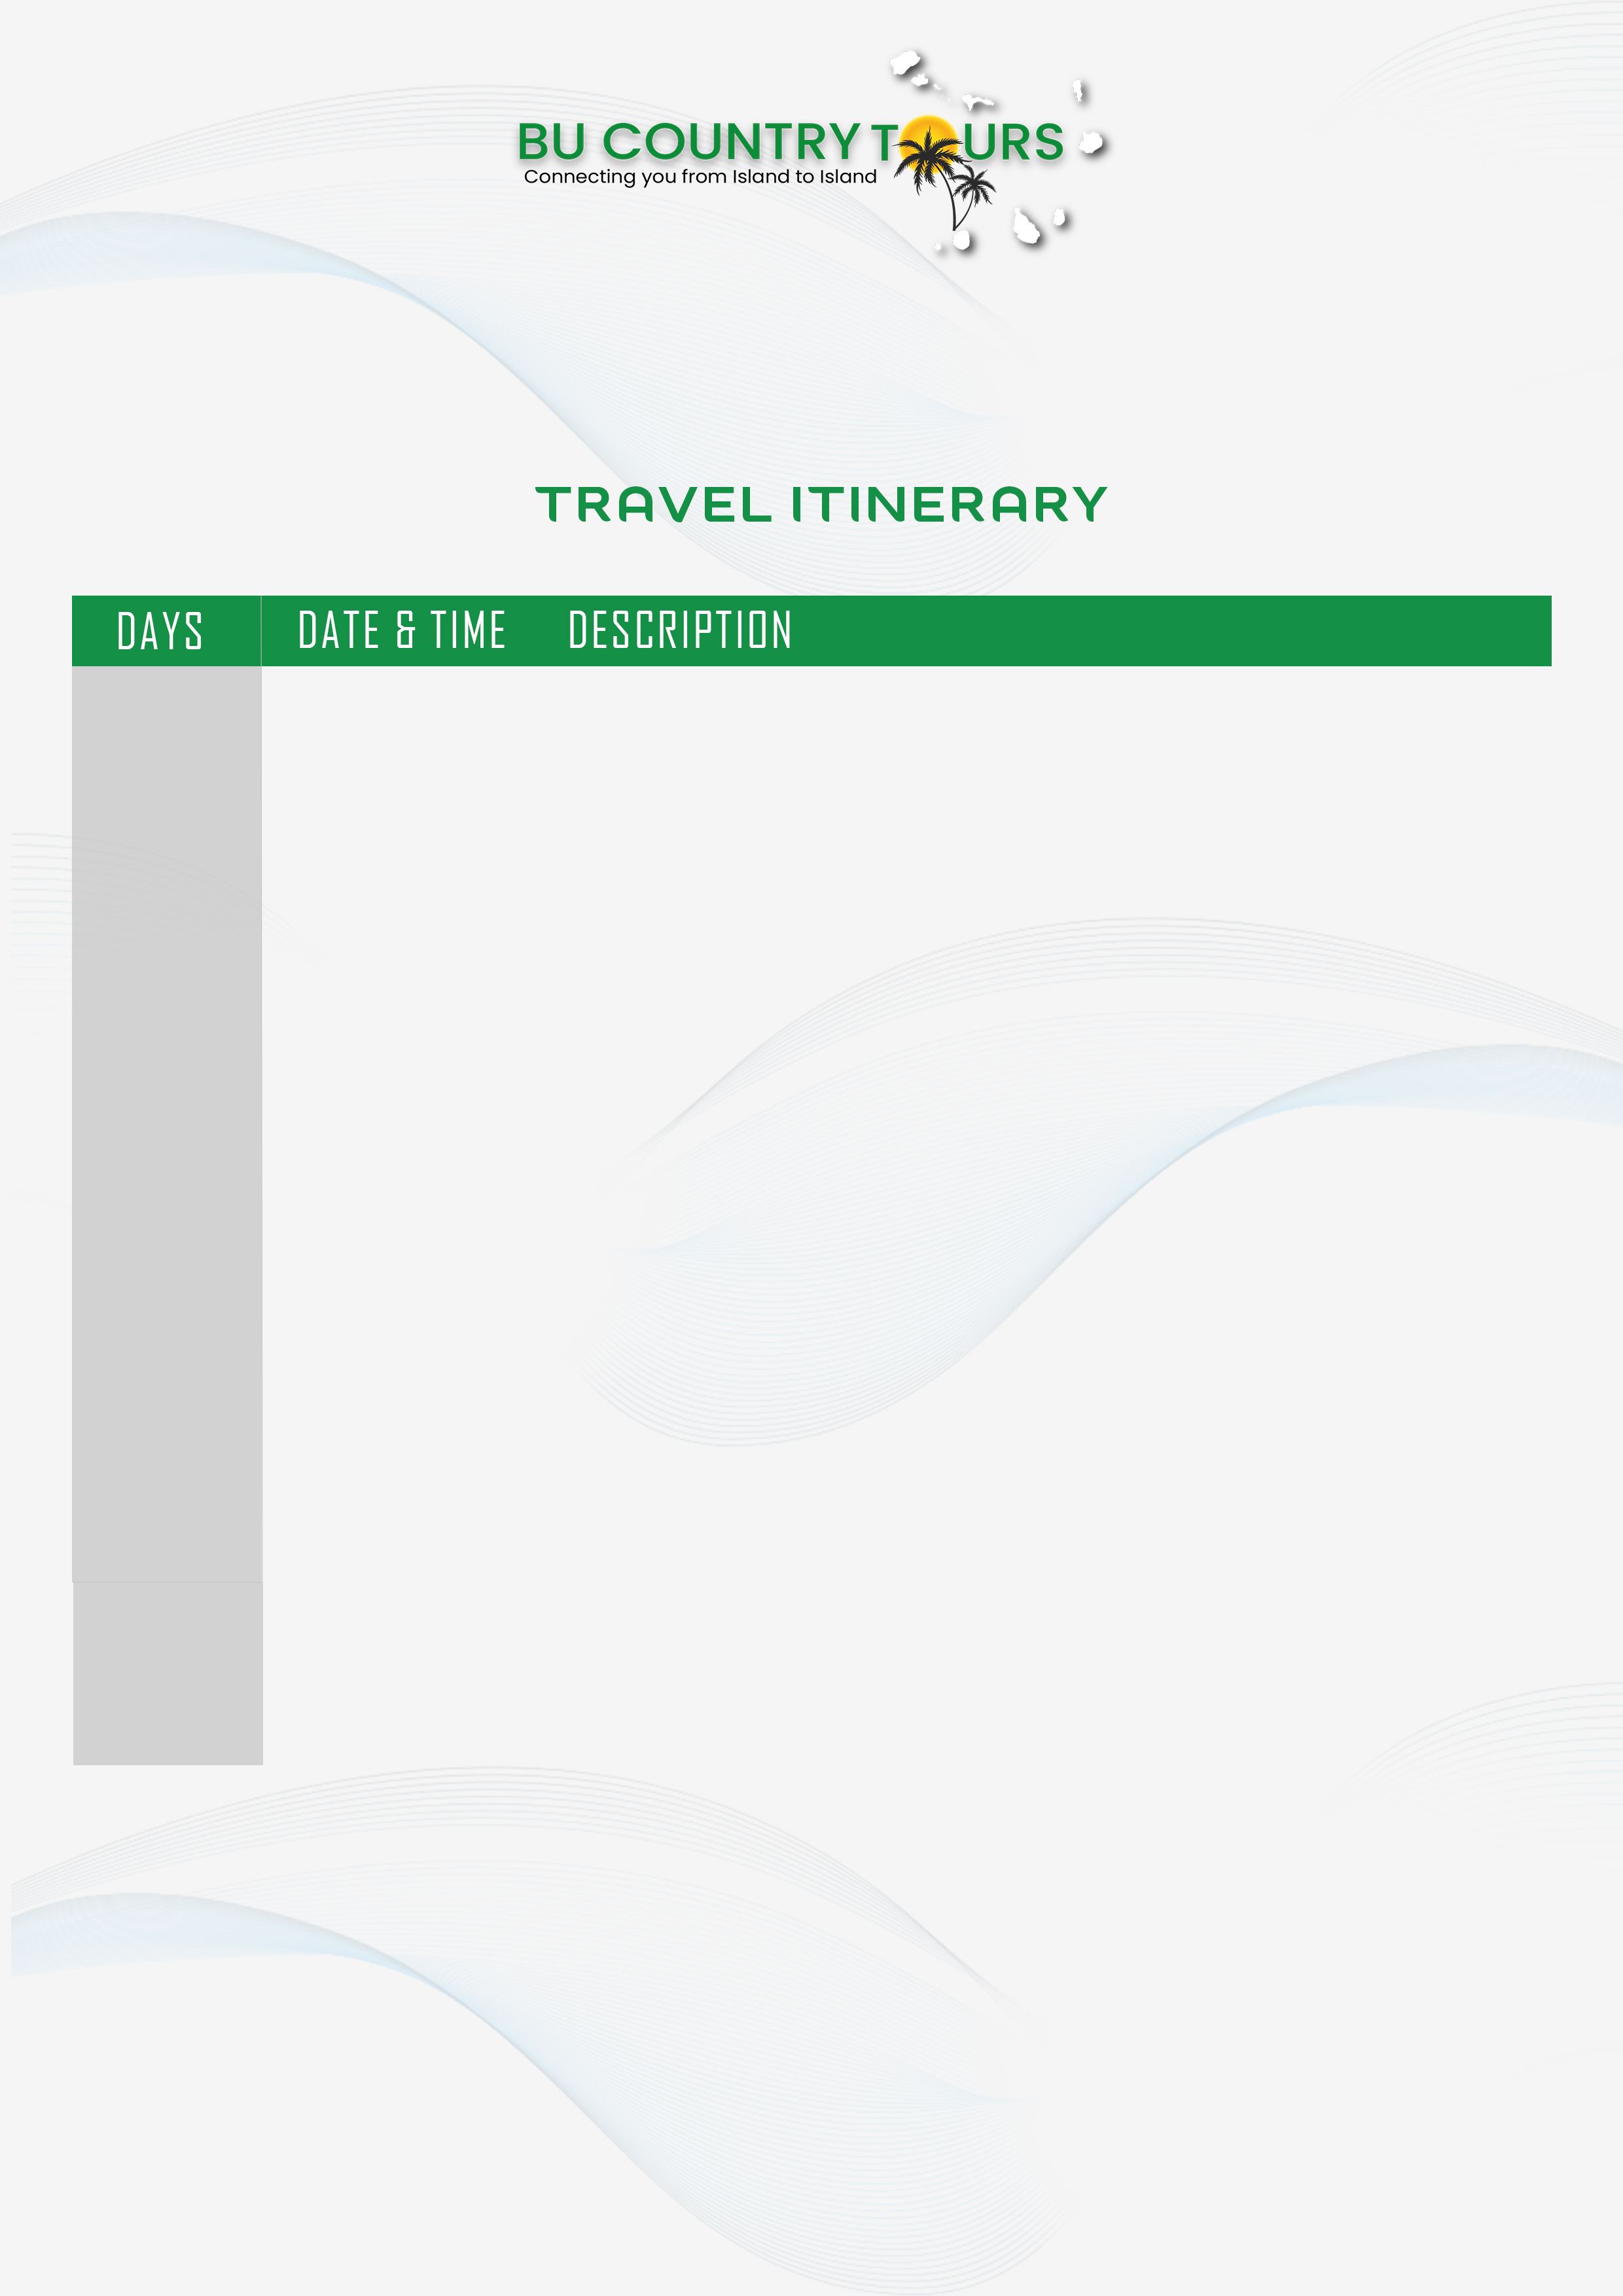 BU COUNTRY TOURS
Connecting you from Island to Island
TRAVEL ITINERARY
DAYS DATE & TIME DESCRIPTION